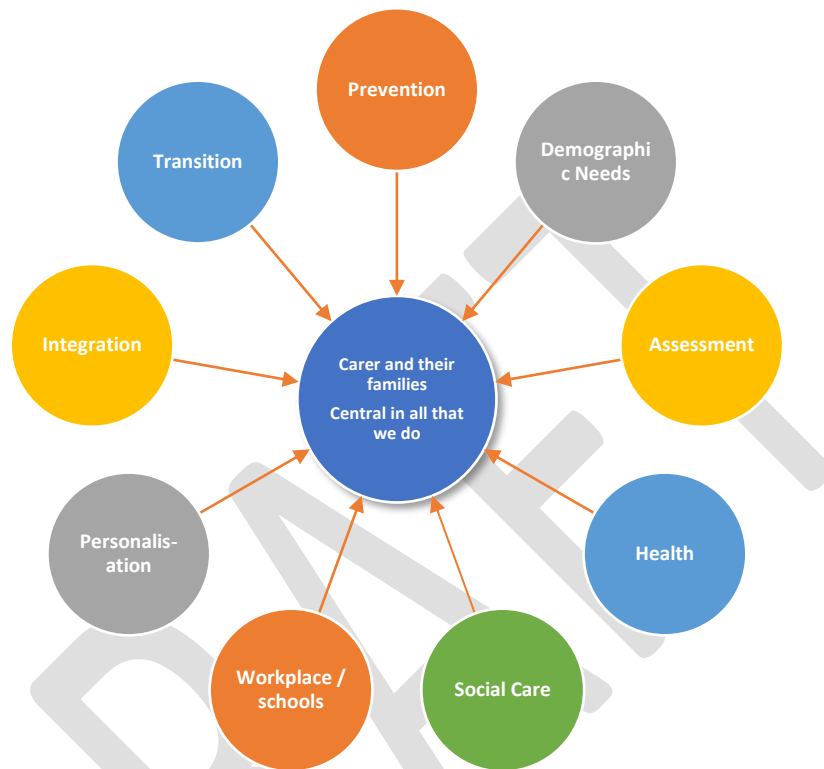 Prevention
Transition
Demographi
c Needs
Integration
Assessment
Carer and their
families
Central in all that
we do
Personalis-
ation
Health
Workplace /
schools
Social Care
DRAFT